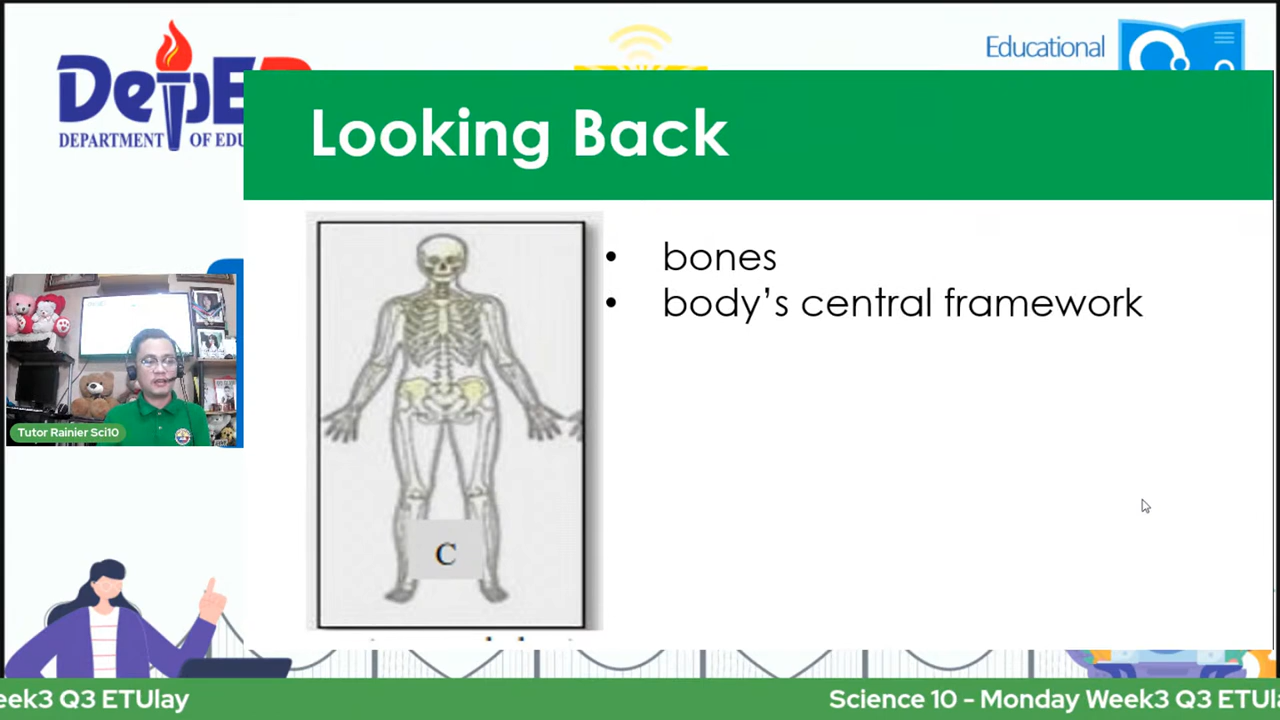 DepED
DEPARTMENT OF EDU
Educational
Looking Back
• bones
• body's central framework
Tutor Rainier Sci10
C
eek3 Q3 ETUlay
Science 10 - Monday Week3 Q3 ETUla